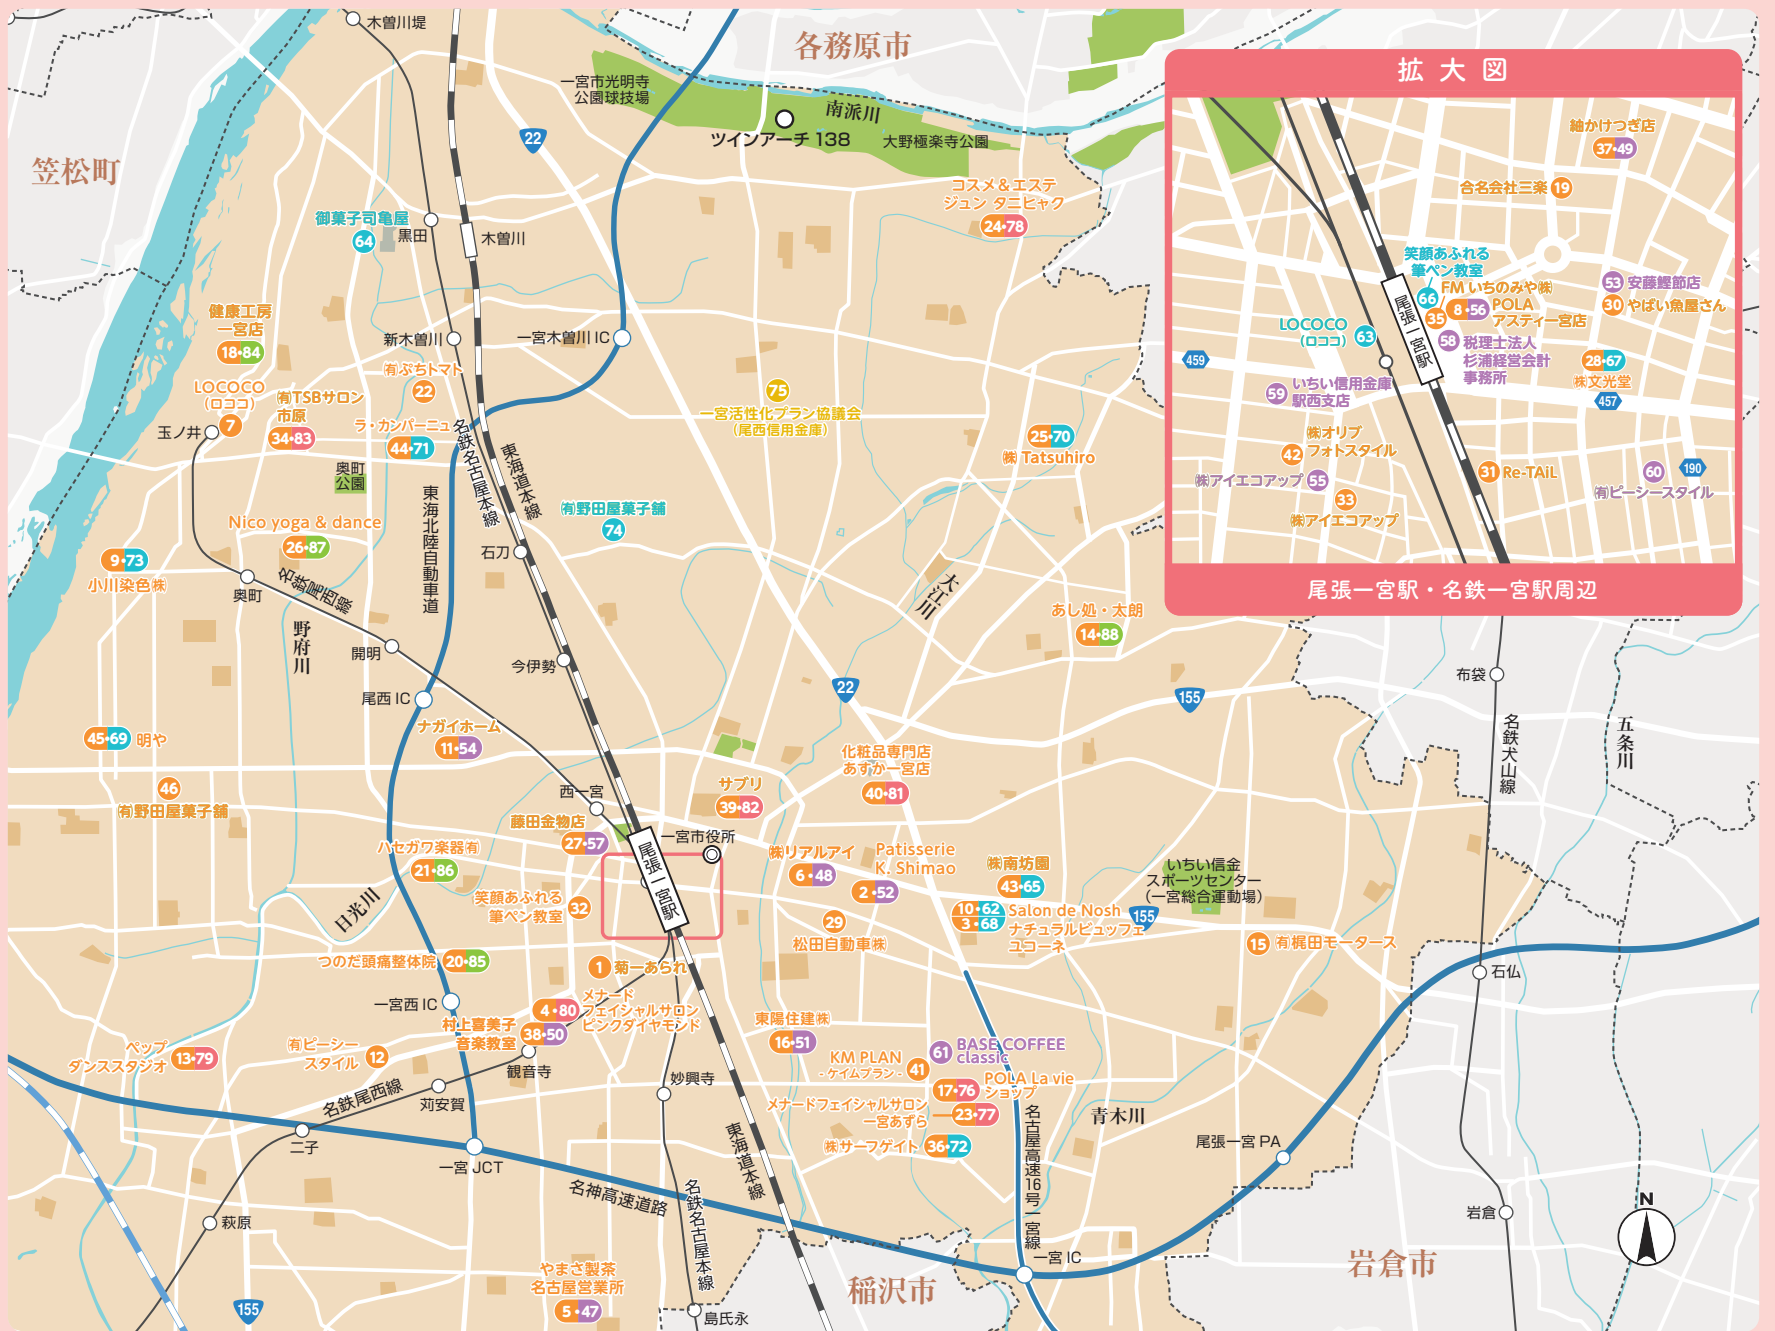 木曽川堤
各務原市
一宮市光明寺
公園球技場
22
南派川
ツインアーチ 138
大野極楽寺公園
笠松町
コスメ＆エステ
ジュン タニヒャク
24•78
御菓子司亀屋
64
黒田
木曽川
健康工房
一宮店
18•84
新木曽川
一宮木曽川 IC
㈲ぷちトマト
22
LOCOCO
（ロココ）
7
㈲TSBサロン
市原
34•83
ラ・カンパーニュ
44•71
玉ノ井
75
一宮活性化プラン協議会
（尾西信用金庫）
名鉄名古屋本線
東海道本線
25•70
㈱ Tatsuhiro
奥町
公園
東海北陸自動車道
Nico yoga & dance
26•87
㈲野田屋菓子舗
74
9•73
小川染色㈱
石刀
奥町
名鉄尾西線
大江川
あし処・太朗
14•88
野府川
開明
今伊勢
尾西 IC
22
155
布袋
名鉄犬山線
五条川
ナガイホーム
11•54
45•69
明や
46
㈲野田屋菓子舗
化粧品専門店
あすか一宮店
40•81
サブリ
39•82
西一宮
藤田金物店
27•57
一宮市役所
尾張一宮駅
ハセガワ楽器㈲
21•86
㈱リアルアイ
6•48
Patisserie
K. Shimao
2•52
㈱南坊園
43•65
いちい信金
スポーツセンター
（一宮総合運動場）
155
笑顔あふれる
筆ペン教室
32
10•62
3•68
Salon de Nosh
ナチュラルビュッフェ
ユコーネ
29
松田自動車㈱
15
㈲梶田モータース
日光川
つのだ頭痛整体院
20•85
1
菊一あられ
石仏
一宮西 IC
4•80
メナード
フェイシャルサロン
ピンクダイヤモンド
村上喜美子
音楽教室
38•50
東陽住建㈱
16•51
ペップ
ダンススタジオ
13•79
㈲ピーシー
スタイル
12
観音寺
61
BASE COFFEE
classic
KM PLAN
- ケイムプラン -
41
17•76
POLA La vie
ショップ
メナードフェイシャルサロン
一宮あずら
23•77
名鉄尾西線
苅安賀
妙興寺
㈱サーフゲイト
36•72
青木川
二子
東海道本線
名古屋高速16号一宮線
尾張一宮 PA
一宮 JCT
名神高速道路
名鉄名古屋本線
萩原
岩倉
N
一宮 IC
稲沢市
岩倉市
やまさ製茶
名古屋営業所
5•47
155
島氏永
拡大図
紬かけつぎ店
37•49
合名会社三楽
19
笑顔あふれる
筆ペン教室
66
FM いちのみや㈱
35
8•56
POLA
アスティ一宮店
53
安藤鰹節店
30
やばい魚屋さん
尾張一宮駅
LOCOCO
（ロココ）
63
58
税理士法人
杉浦経営会計
事務所
28•67
㈱文光堂
459
457
59
いちい信用金庫
駅西支店
㈱オリブ
フォトスタイル
42
㈱アイエコアップ
55
31
Re-TAiL
60
㈲ピーシースタイル
190
33
㈱アイエコアップ
尾張一宮駅・名鉄一宮駅周辺